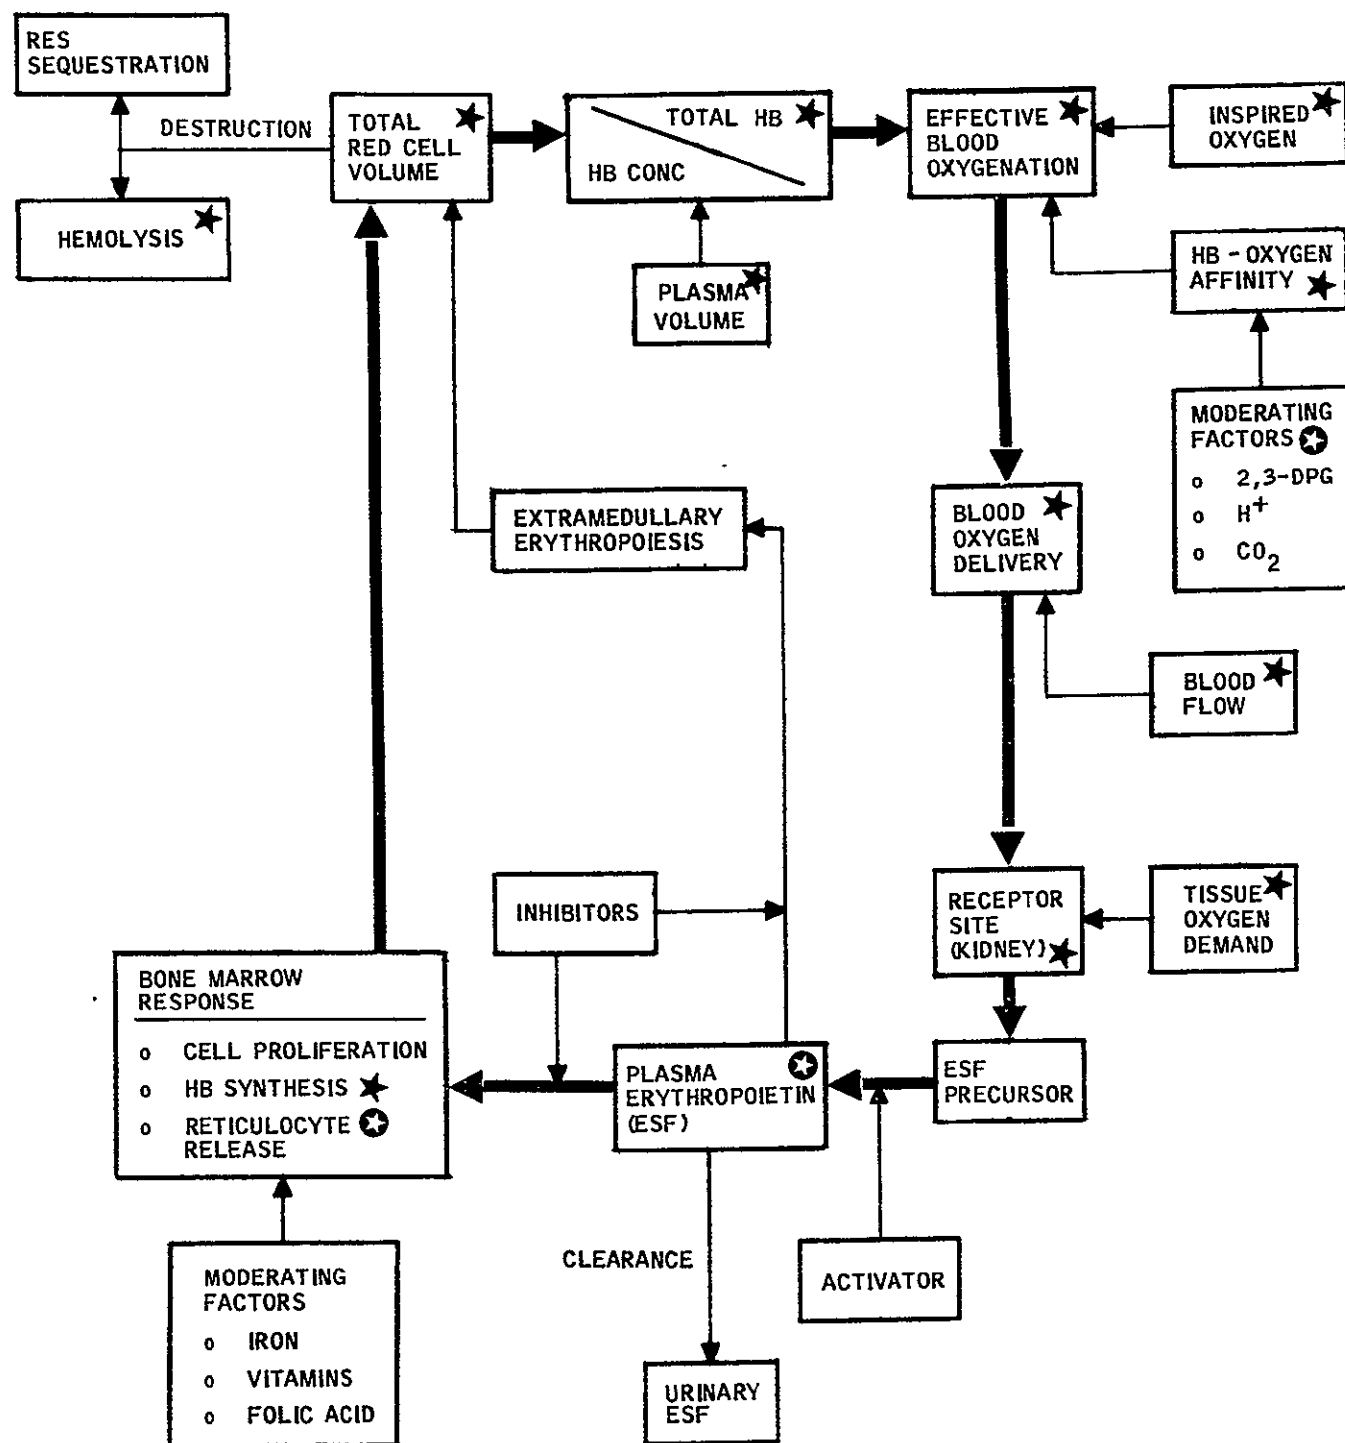 RES
SEQUESTRATION
DESTRUCTION
HEMOLYSIS
TOTAL
RED CELL
VOLUME
TOTAL HB
HB CONC
PLASMA
VOLUME
EFFECTIVE
BLOOD
OXYGENATION
INSPIRED
OXYGEN
HB - OXYGEN
AFFINITY
MODERATING
FACTORS
o 2,3-DPG
o H+
o CO2
EXTRAMEDULLARY
ERYTHROPOIESIS
BLOOD
OXYGEN
DELIVERY
BLOOD
FLOW
INHIBITORS
RECEPTOR
SITE
(KIDNEY)
TISSUE
OXYGEN
DEMAND
BONE MARROW
RESPONSE
o CELL PROLIFERATION
o HB SYNTHESIS
o RETICULOCYTE
RELEASE
PLASMA
ERYTHROPOIETIN
(ESF)
ESF
PRECURSOR
CLEARANCE
ACTIVATOR
MODERATING
FACTORS
o IRON
o VITAMINS
o FOLIC ACID
URINARY
ESF